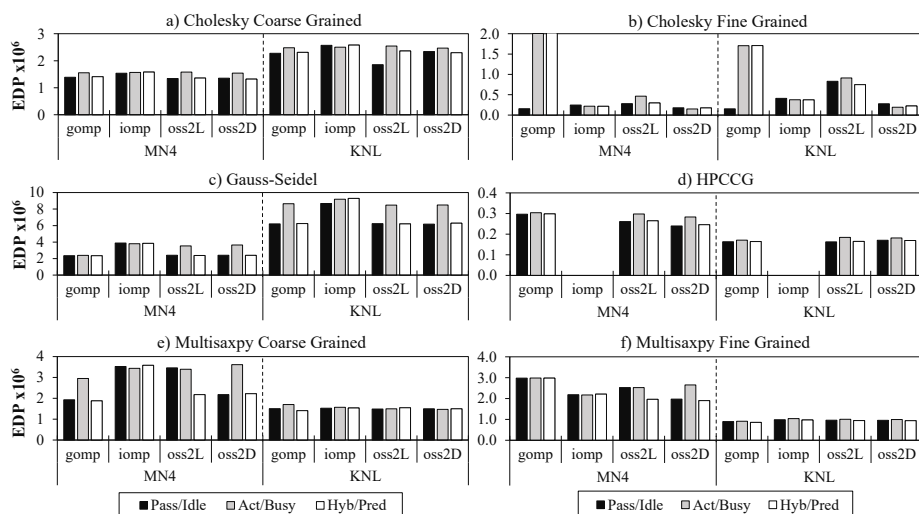 a) Cholesky Coarse Grained
EDP x10⁶
3
2
1
0
gomp iomp oss2L oss2D gomp iomp oss2L oss2D
MN4 KNL
b) Cholesky Fine Grained
2.0
1.5
1.0
0.5
0.0
gomp iomp oss2L oss2D gomp iomp oss2L oss2D
MN4 KNL
c) Gauss-Seidel
EDP x10⁶
10
8
6
4
2
0
gomp iomp oss2L oss2D gomp iomp oss2L oss2D
MN4 KNL
d) HPCCG
0.4
0.3
0.2
0.1
0.0
gomp iomp oss2L oss2D gomp iomp oss2L oss2D
MN4 KNL
e) Multisaxpy Coarse Grained
EDP x10⁶
4
3
2
1
0
gomp iomp oss2L oss2D gomp iomp oss2L oss2D
MN4 KNL
f) Multisaxpy Fine Grained
4.0
3.0
2.0
1.0
0.0
gomp iomp oss2L oss2D gomp iomp oss2L oss2D
MN4 KNL
Pass/Idle Act/Busy Hyb/Pred
Pass/Idle Act/Busy Hyb/Pred